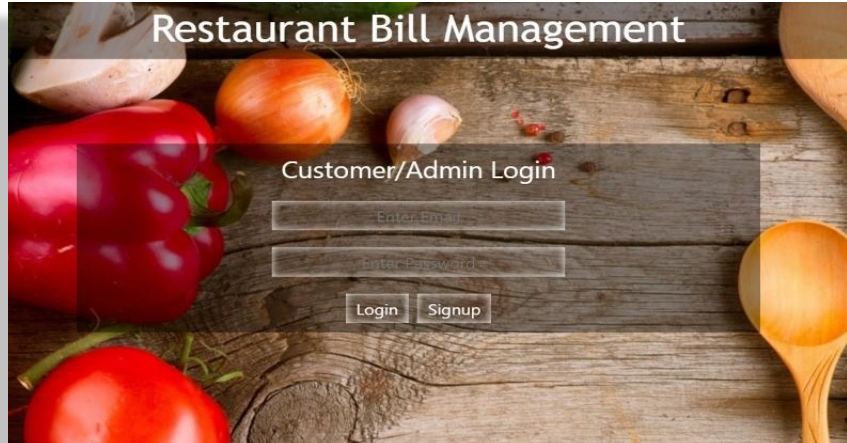 Restaurant Bill Management
Customer/Admin Login
Enter Email
Enter Password
Login Signup